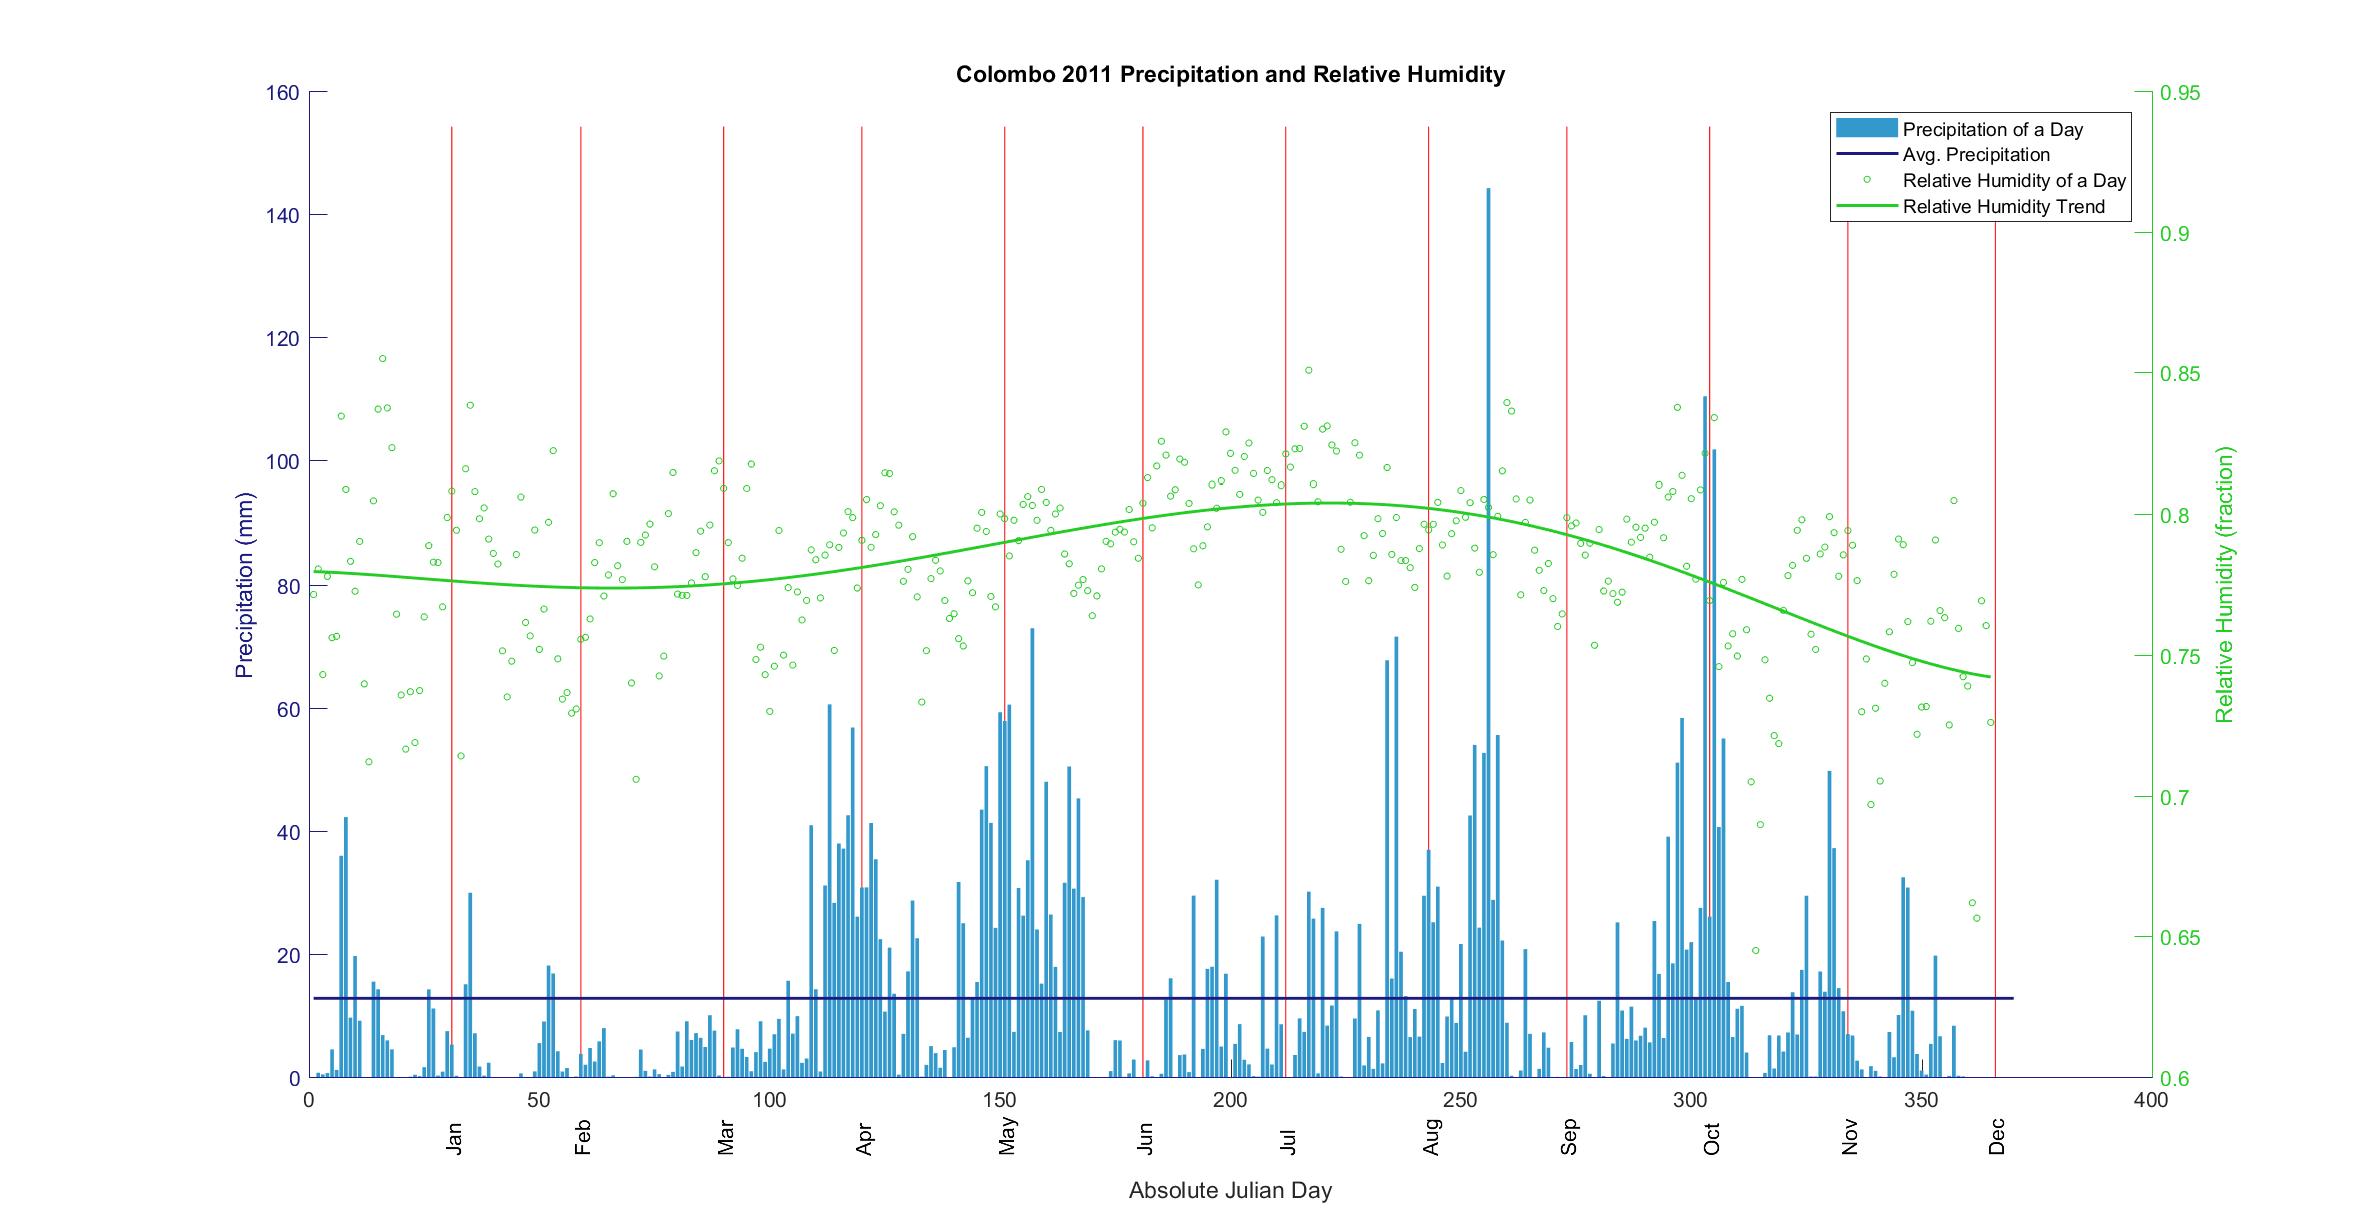 Colombo 2011 Precipitation and Relative Humidity
160
140
120
100
80
60
40
20
0
Precipitation (mm)
0.95
0.9
0.85
0.8
0.75
0.7
0.65
0.6
Relative Humidity (fraction)
Precipitation of a Day
Avg. Precipitation
Relative Humidity of a Day
Relative Humidity Trend
0 50 100 150 200 250 300 350 400
Jan Feb Mar Apr May Jun Jul Aug Sep Oct Nov Dec
Absolute Julian Day